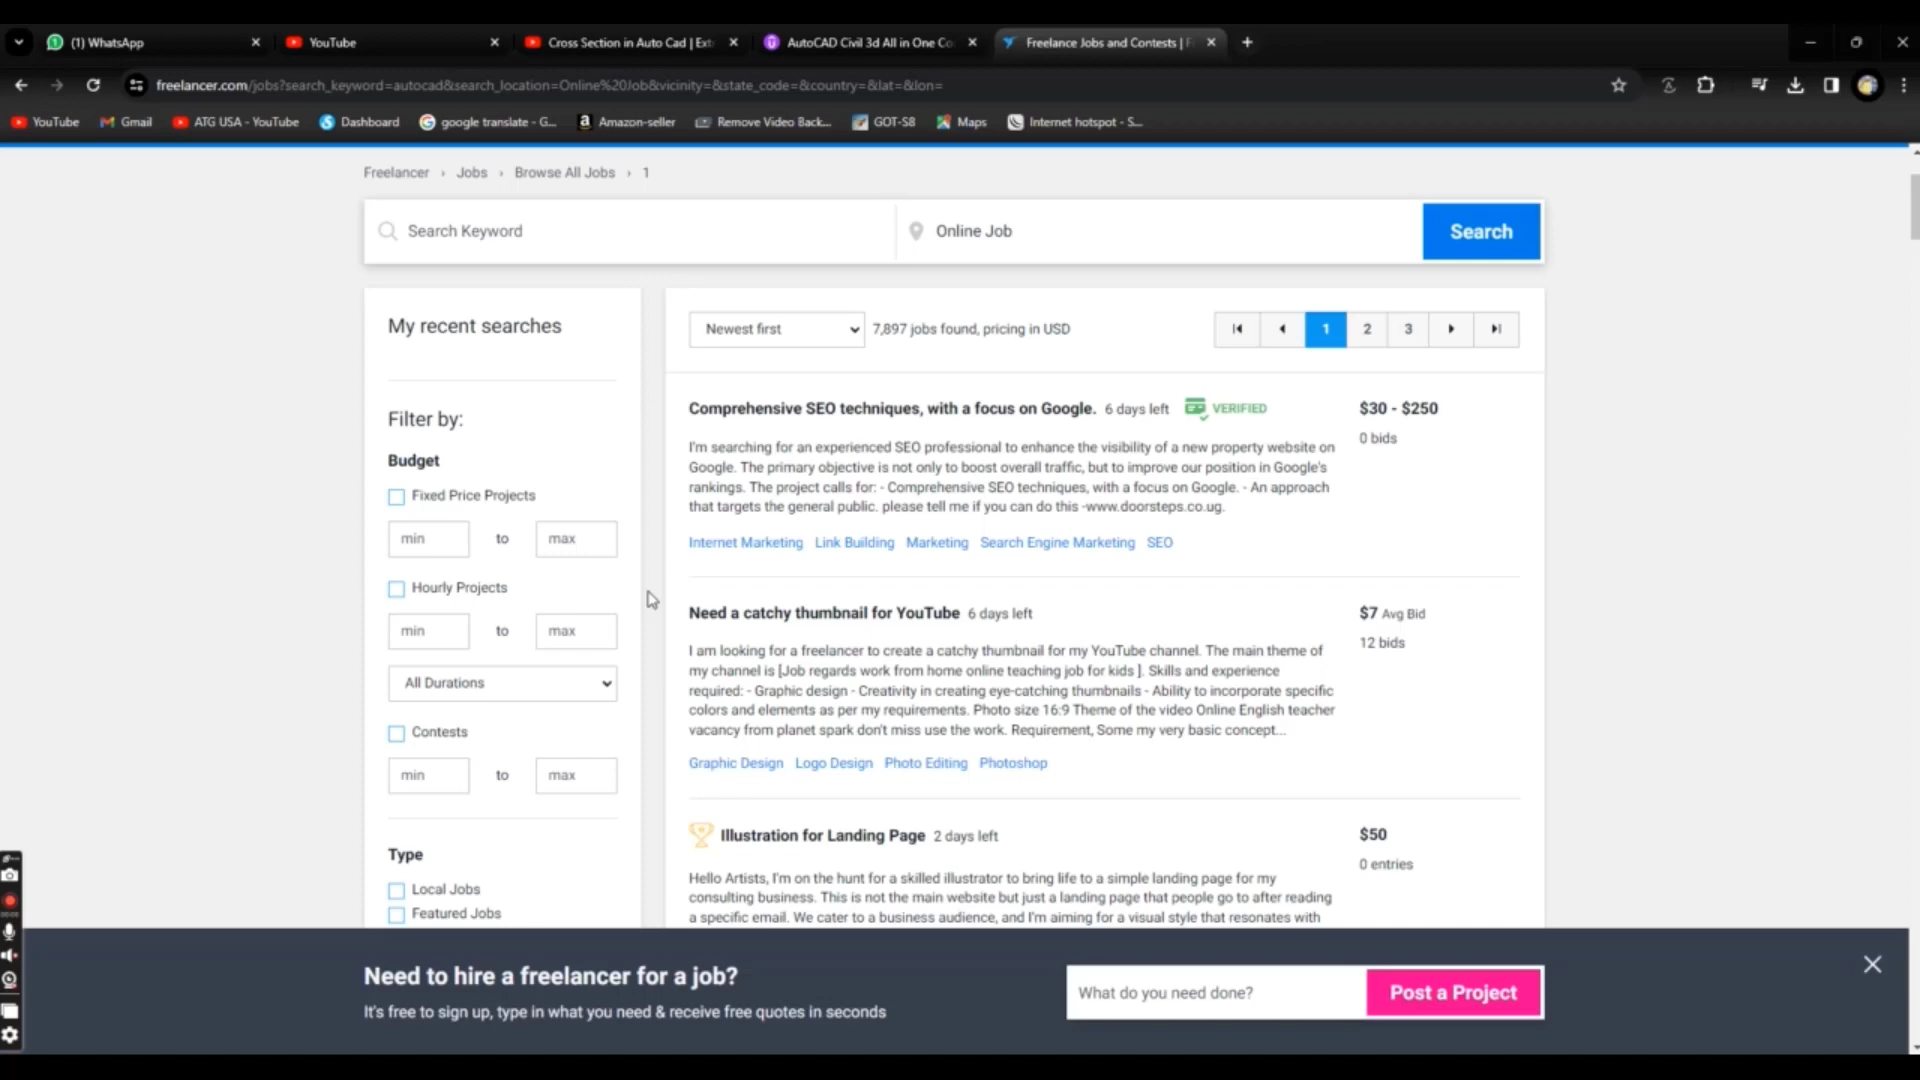 (1) WhatsApp
YouTube
Cross Section in Auto Cad | Ext
AutoCAD Civil 3d All in One Co
Freelance Jobs and Contests | F
freelancer.com/jobs?search_keyword=autocad&search_location=Online%20Job&vicinity=&state_code=&country=&lat=&lon=
YouTube
Gmail
ATG USA - YouTube
Dashboard
google translate - G...
Amazon-seller
Remove Video Back...
GOT-S8
Maps
Internet hotspot - S...
Freelancer › Jobs › Browse All Jobs › 1
Search Keyword
Online Job
Search
My recent searches
Filter by:
Budget
Fixed Price Projects
min to max
Hourly Projects
min to max
All Durations
Contests
min to max
Type
Local Jobs
Featured Jobs
Newest first
7,897 jobs found, pricing in USD
1 2 3
Comprehensive SEO techniques, with a focus on Google. 6 days left VERIFIED
$30 - $250
0 bids
I'm searching for an experienced SEO professional to enhance the visibility of a new property website on
Google. The primary objective is not only to boost overall traffic, but to improve our position in Google's
rankings. The project calls for: - Comprehensive SEO techniques, with a focus on Google. - An approach
that targets the general public. please tell me if you can do this -www.doorsteps.co.ug.
Internet Marketing Link Building Marketing Search Engine Marketing SEO
Need a catchy thumbnail for YouTube 6 days left
$7 Avg Bid
12 bids
I am looking for a freelancer to create a catchy thumbnail for my YouTube channel. The main theme of
my channel is [Job regards work from home online teaching job for kids ]. Skills and experience
required: - Graphic design - Creativity in creating eye-catching thumbnails - Ability to incorporate specific
colors and elements as per my requirements. Photo size 16:9 Theme of the video Online English teacher
vacancy from planet spark don't miss use the work. Requirement, Some my very basic concept...
Graphic Design Logo Design Photo Editing Photoshop
Illustration for Landing Page 2 days left
$50
0 entries
Hello Artists, I'm on the hunt for a skilled illustrator to bring life to a simple landing page for my
consulting business. This is not the main website but just a landing page that people go to after reading
a specific email. We cater to a business audience, and I'm aiming for a visual style that resonates with
Need to hire a freelancer for a job?
It's free to sign up, type in what you need & receive free quotes in seconds
What do you need done?
Post a Project